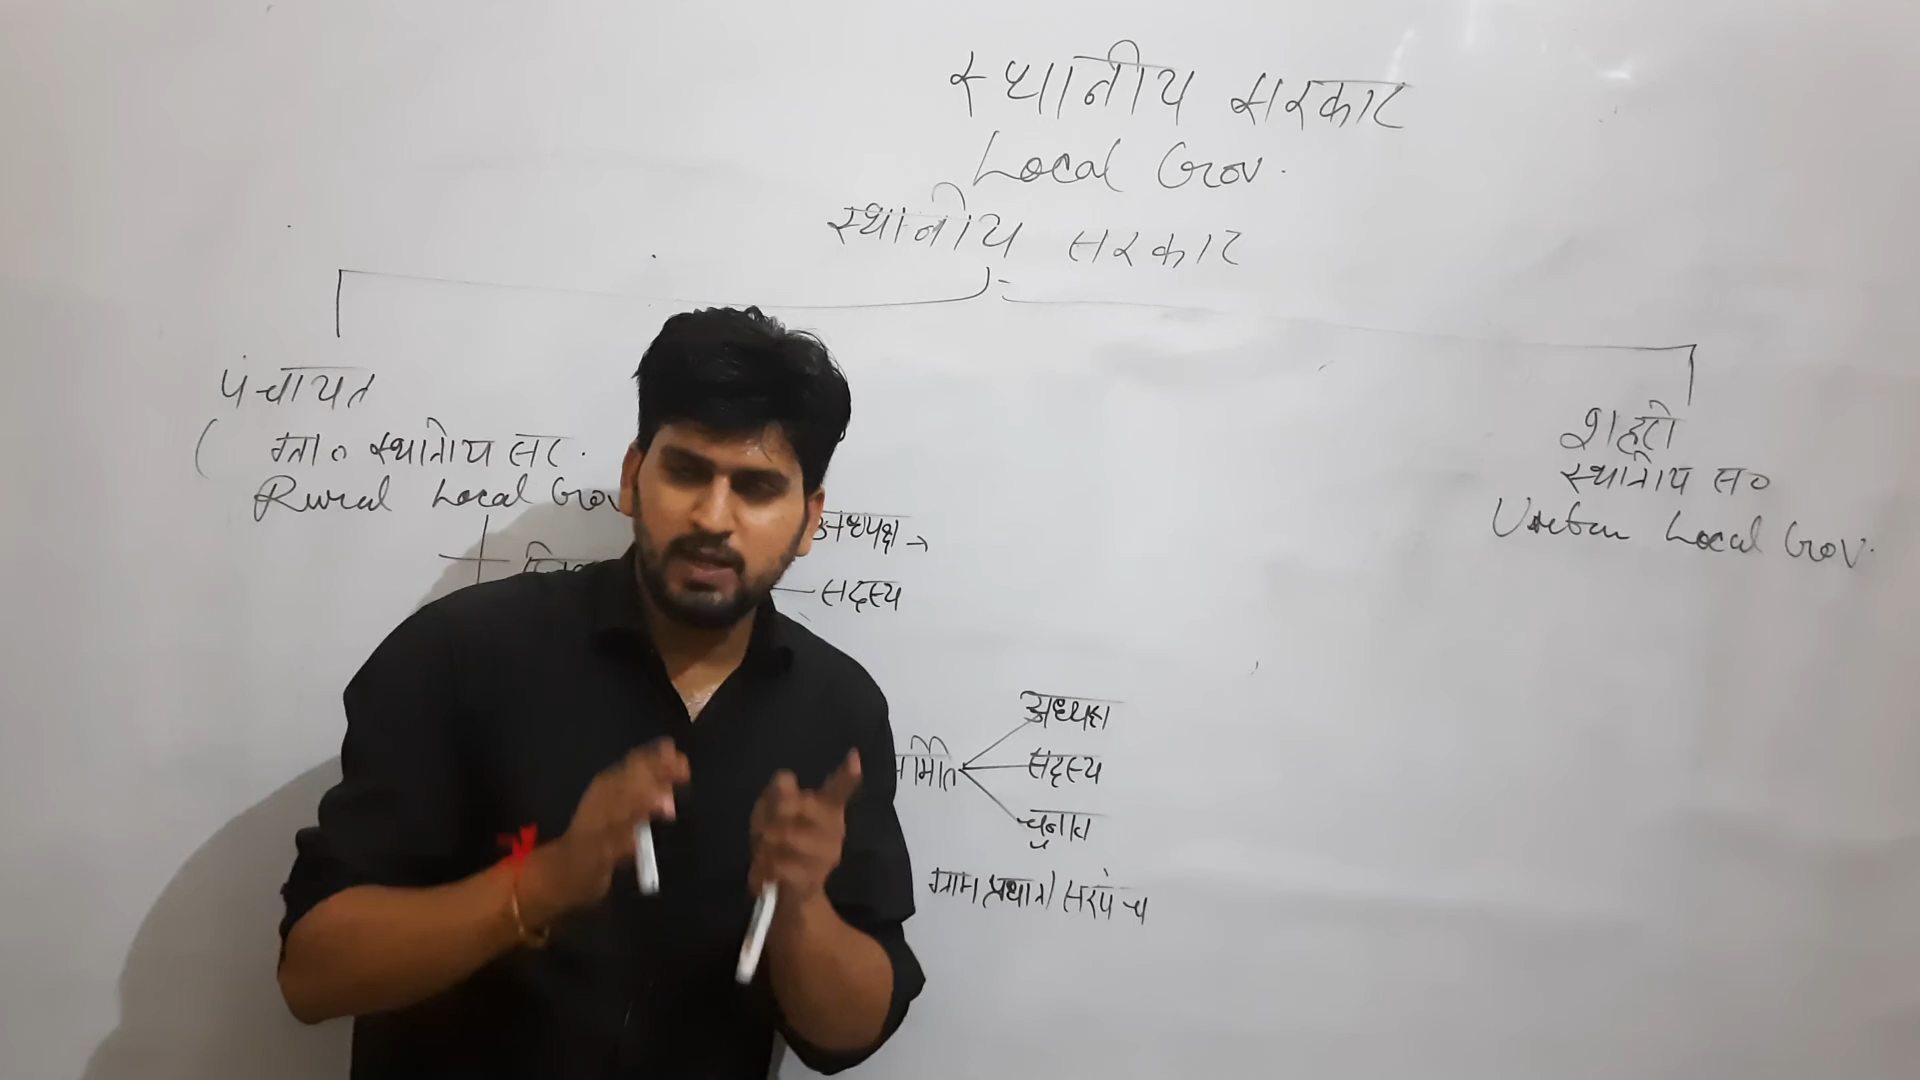 स्थानीय सरकार
Local Gov.
स्थानीय सरकार
पंचायत
( ग्रा० स्थानीय सर.
Rural Local Gov
अध्यक्ष →
सदस्य
मिति
अध्यक्ष
सदस्य
चुनाव
ग्राम प्रधान/सरपंच
शहरी
स्थानीय स०
Urban Local Gov.